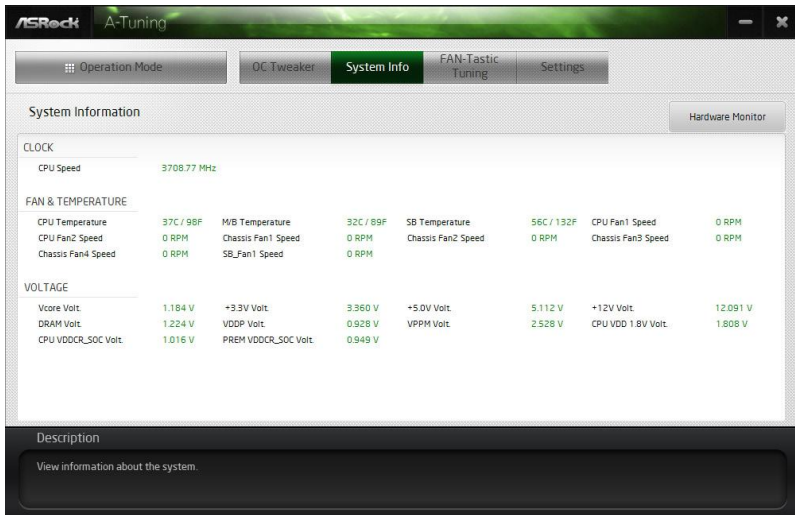 ASRock A-Tuning
Operation Mode OC Tweaker System Info FAN-Tastic Tuning Settings
System Information Hardware Monitor
CLOCK
CPU Speed 3708.77 MHz
FAN & TEMPERATURE
CPU Temperature 37C / 98F M/B Temperature 32C / 89F SB Temperature 56C / 132F CPU Fan1 Speed 0 RPM
CPU Fan2 Speed 0 RPM Chassis Fan1 Speed 0 RPM Chassis Fan2 Speed 0 RPM Chassis Fan3 Speed 0 RPM
Chassis Fan4 Speed 0 RPM SB_Fan1 Speed 0 RPM
VOLTAGE
Vcore Volt. 1.184 V +3.3V Volt. 3.360 V +5.0V Volt. 5.112 V +12V Volt. 12.091 V
DRAM Volt. 1.224 V VDDP Volt. 0.928 V VPPM Volt. 2.528 V CPU VDD 1.8V Volt. 1.808 V
CPU VDDCR_SOC Volt. 1.016 V PREM VDDCR_SOC Volt. 0.949 V
Description
View information about the system.